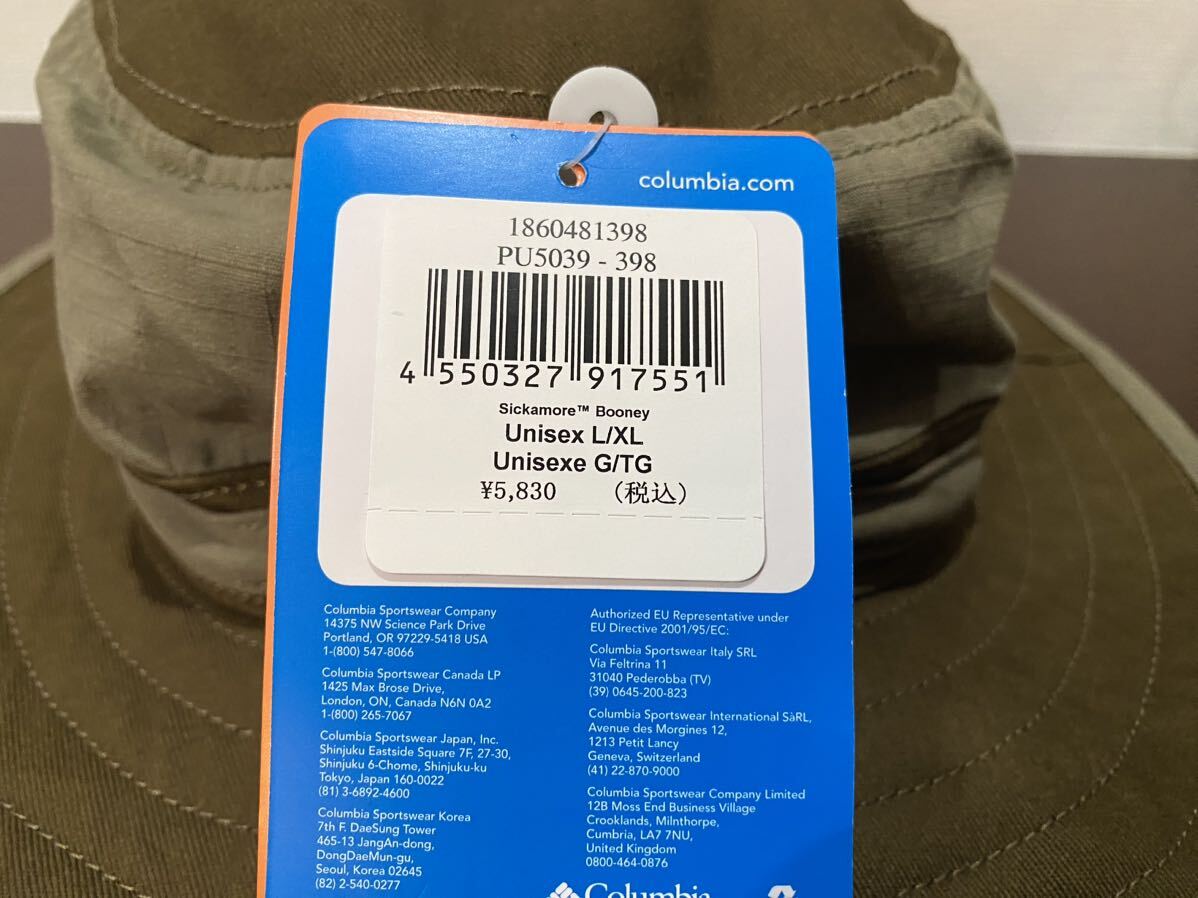 columbia.com
1860481398
PU5039 - 398
4 550327 917551
Sickamore™ Booney
Unisex L/XL
Unisexe G/TG
¥5,830 (税込)
Columbia Sportswear Company
14375 NW Science Park Drive
Portland, OR 97229-5418 USA
1-(800) 547-8066
Columbia Sportswear Canada LP
1425 Max Brose Drive,
London, ON, Canada N6N 0A2
1-(800) 265-7067
Columbia Sportswear Japan, Inc.
Shinjuku Eastside Square 7F, 27-30,
Shinjuku 6-Chome, Shinjuku-ku
Tokyo, Japan 160-0022
(81) 3-6892-4600
Columbia Sportswear Korea
7th F. DaeSung Tower
465-13 JangAn-dong,
DongDaeMun-gu,
Seoul, Korea 02645
(82) 2-540-0277
Authorized EU Representative under
EU Directive 2001/95/EC:
Columbia Sportswear Italy SRL
Via Feltrina 11
31040 Pederobba (TV)
(39) 0645-200-823
Columbia Sportswear International SàRL,
Avenue des Morgines 12,
1213 Petit Lancy
Geneva, Switzerland
(41) 22-870-9000
Columbia Sportswear Company Limited
12B Moss End Business Village
Crooklands, Milnthorpe,
Cumbria, LA7 7NU,
United Kingdom
0800-464-0876
Columbia